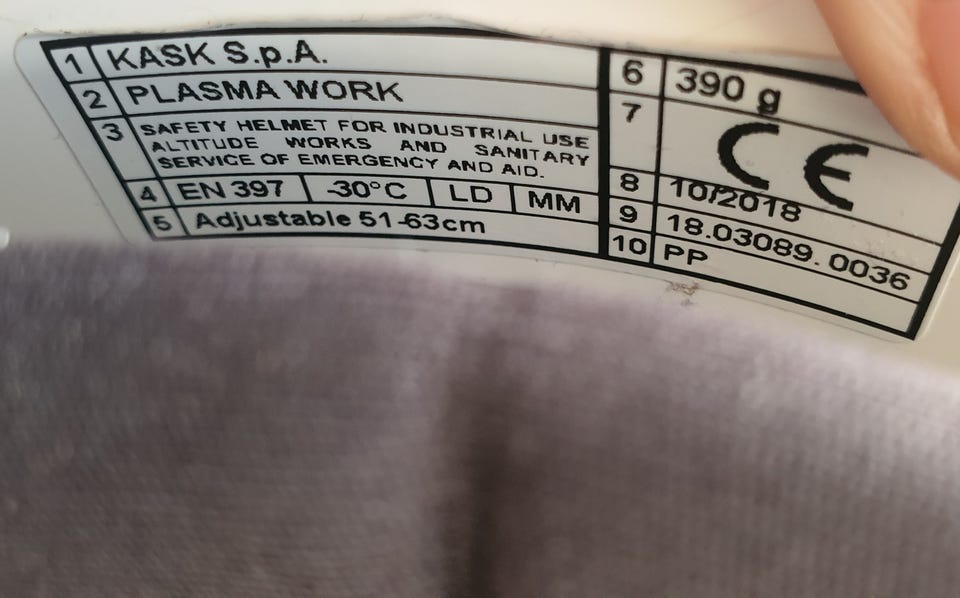 1 KASK S.p.A.
2 PLASMA WORK
3 SAFETY HELMET FOR INDUSTRIAL USE
ALTITUDE WORKS AND SANITARY
SERVICE OF EMERGENCY AND AID.
4 EN 397 -30°C LD MM
5 Adjustable 51-63cm
6 390 g
7 CE
8 10/2018
9 18.03089.0036
10 PP